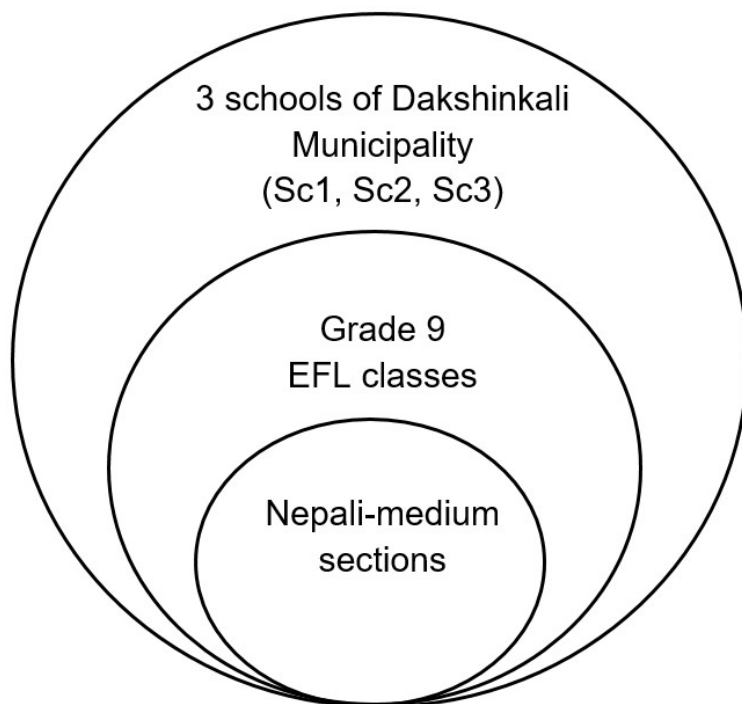 3 schools of Dakshinkali
Municipality
(Sc1, Sc2, Sc3)
Grade 9
EFL classes
Nepali-medium
sections